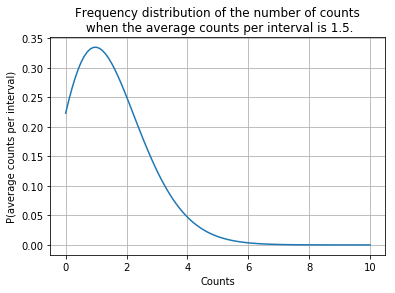 Frequency distribution of the number of counts
when the average counts per interval is 1.5.
0.35
0.30
0.25
0.20
0.15
0.10
0.05
0.00
P(average counts per interval)
0 2 4 6 8 10
Counts